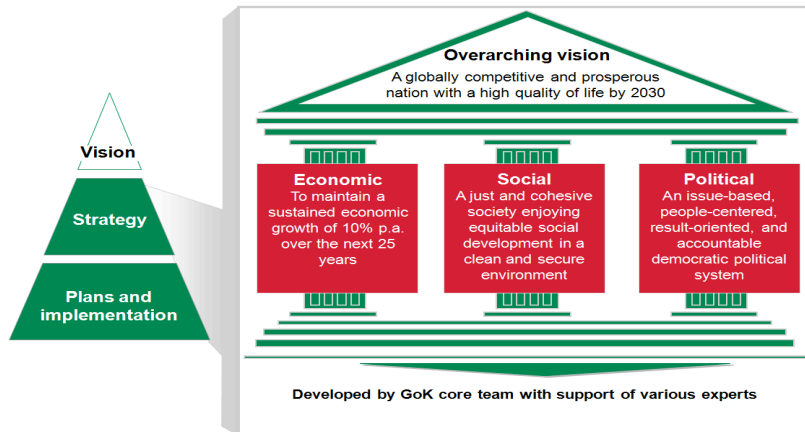 Vision
Strategy
Plans and
implementation
Overarching vision
A globally competitive and prosperous
nation with a high quality of life by 2030
Economic
To maintain a
sustained economic
growth of 10% p.a.
over the next 25
years
Social
A just and cohesive
society enjoying
equitable social
development in a
clean and secure
environment
Political
An issue-based,
people-centered,
result-oriented, and
accountable
democratic political
system
Developed by GoK core team with support of various experts